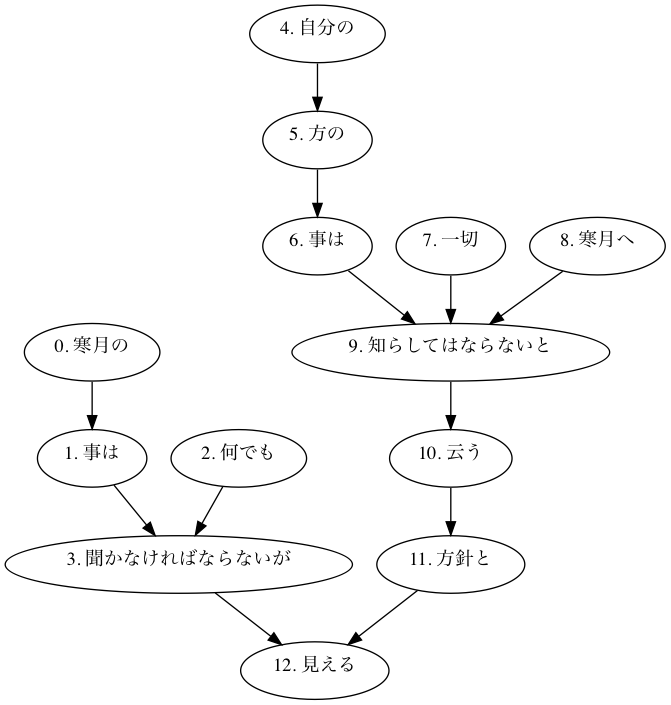 4. 自分の
5. 方の
6. 事は
7. 一切
8. 寒月へ
0. 寒月の
9. 知らしてはならないと
1. 事は
2. 何でも
10. 云う
3. 聞かなければならないが
11. 方針と
12. 見える